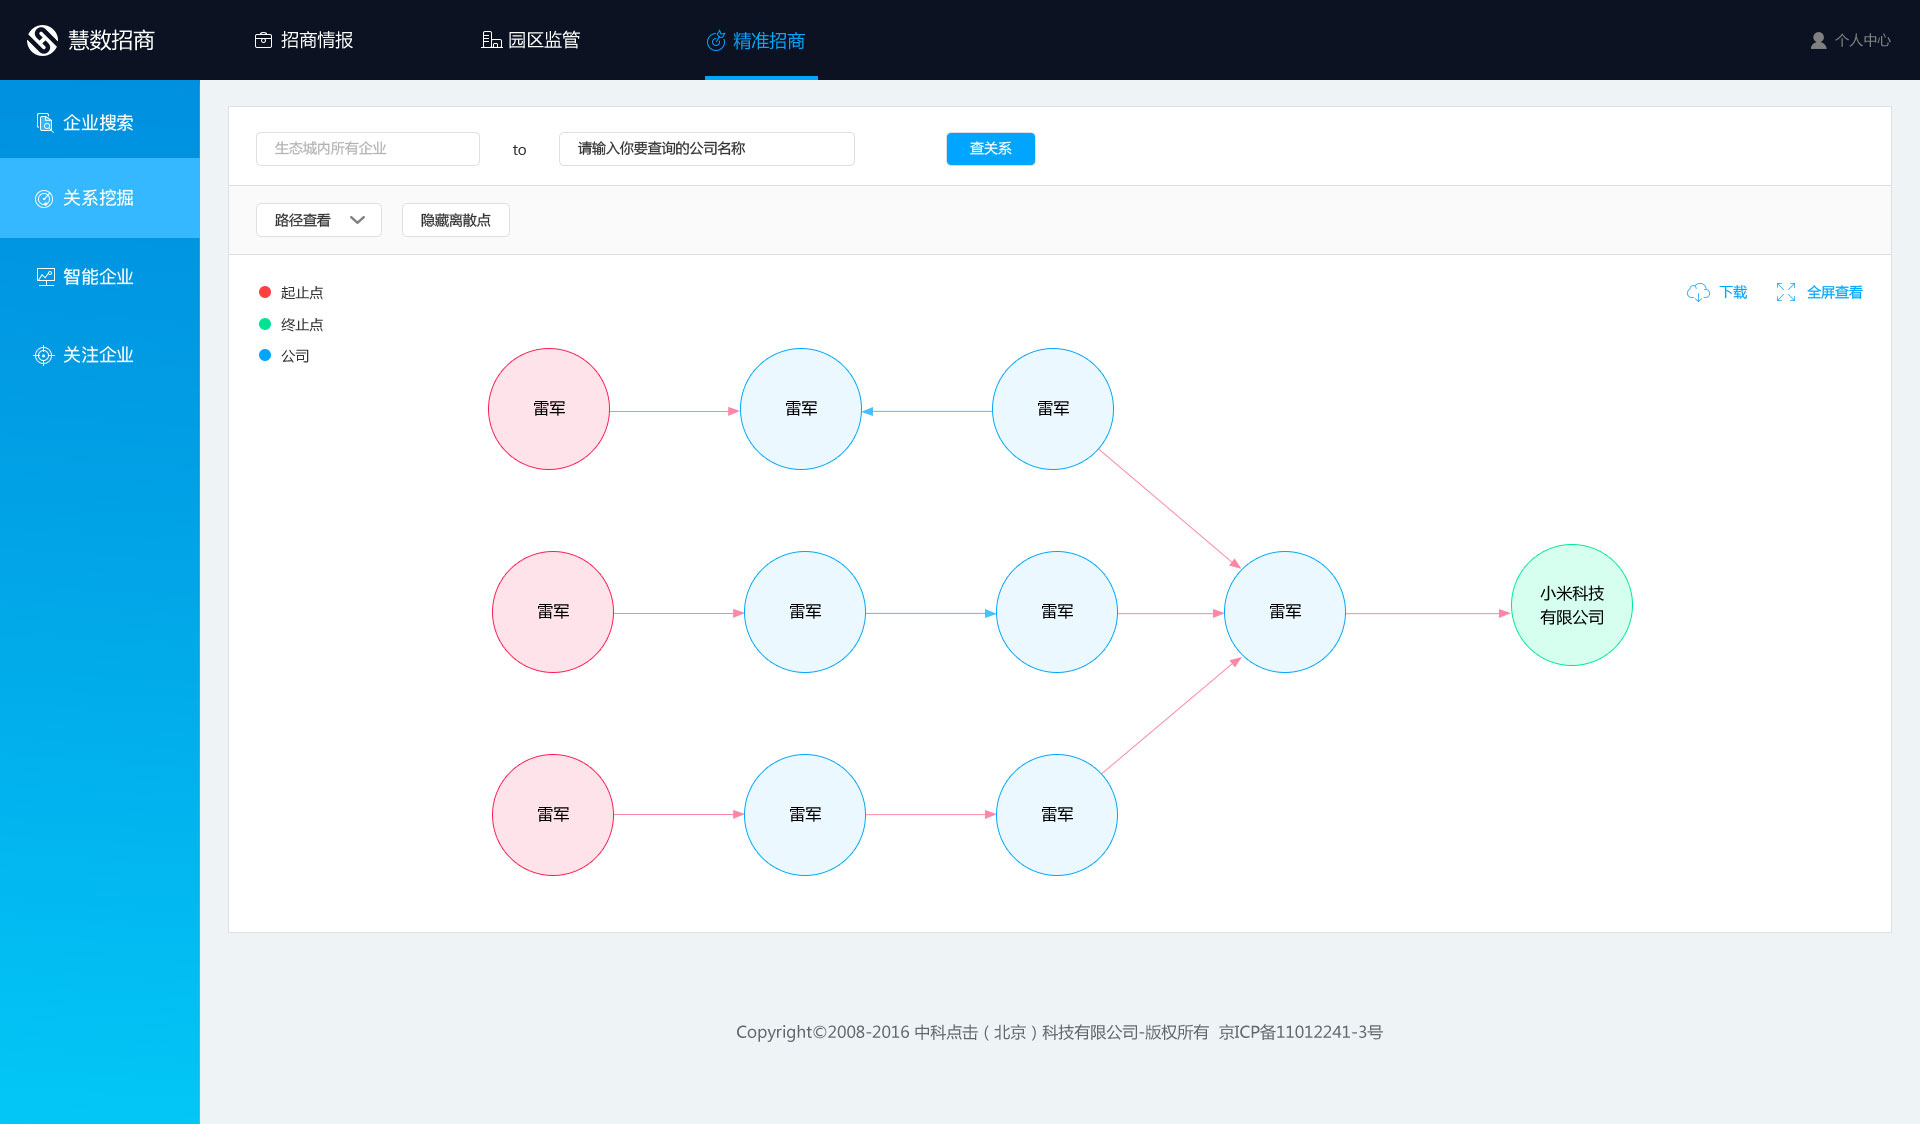 慧数招商
招商情报
园区监管
精准招商
个人中心
企业搜索
关系挖掘
智能企业
关注企业
生态城内所有企业
to
请输入你要查询的公司名称
查关系
路径查看
隐藏离散点
起止点
终止点
公司
下载
全屏查看
雷军
雷军
雷军
雷军
雷军
雷军
雷军
小米科技
有限公司
雷军
雷军
雷军
Copyright©2008-2016 中科点击（北京）科技有限公司-版权所有 京ICP备11012241-3号